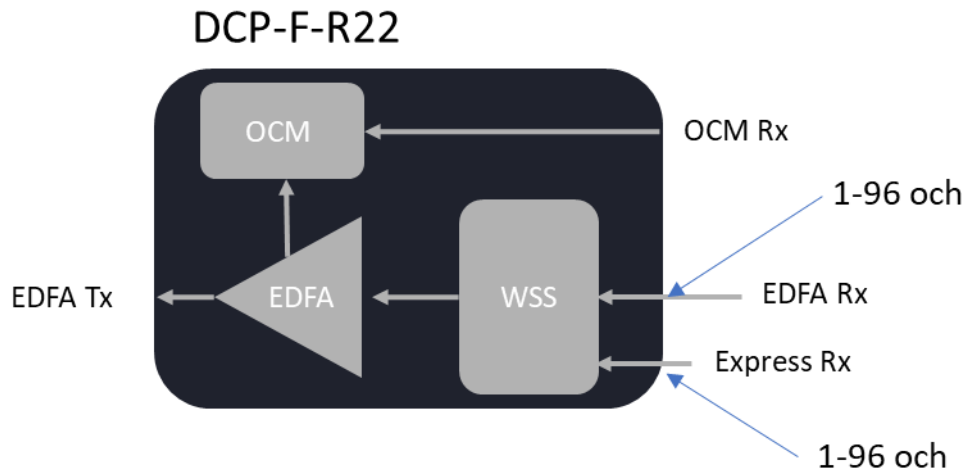 DCP-F-R22
OCM
OCM Rx
1-96 och
EDFA Tx
EDFA
WSS
EDFA Rx
Express Rx
1-96 och